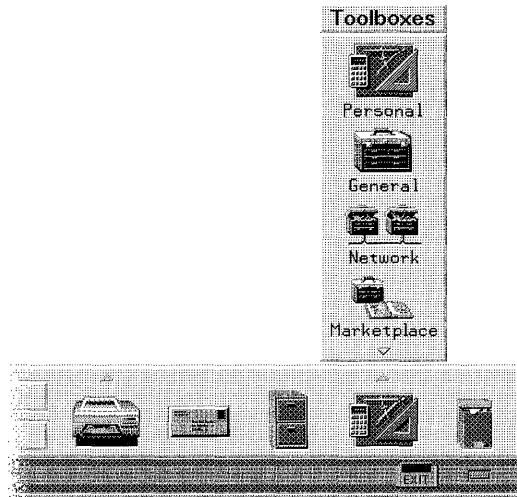 Toolboxes
Personal
General
Network
Marketplace
EXIT